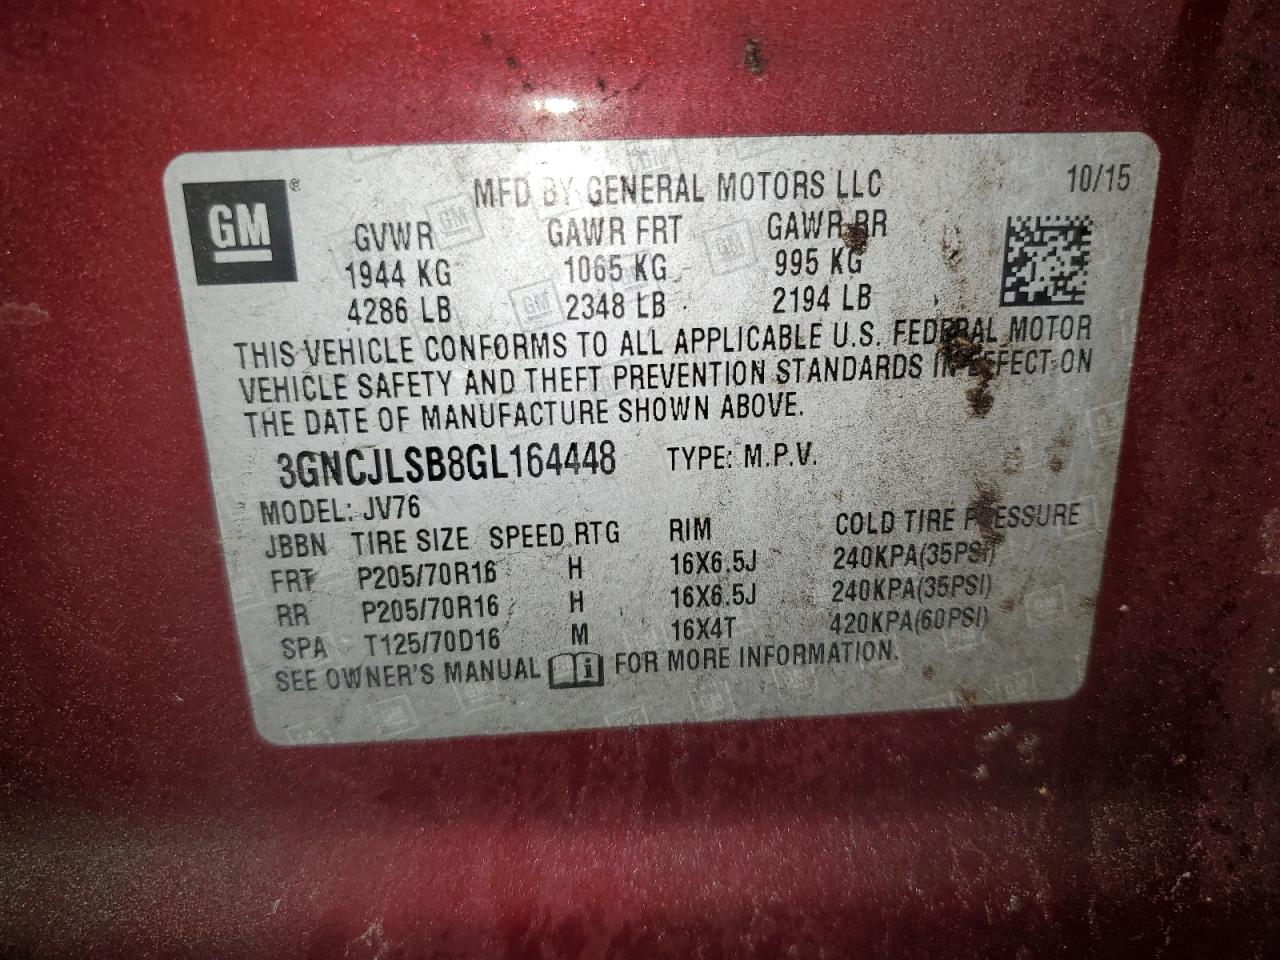 GM ®
MFD BY GENERAL MOTORS LLC 10/15
GVWR GAWR FRT GAWR RR
1944 KG 1065 KG 995 KG
4286 LB 2348 LB 2194 LB
THIS VEHICLE CONFORMS TO ALL APPLICABLE U.S. FEDERAL MOTOR
VEHICLE SAFETY AND THEFT PREVENTION STANDARDS IN EFFECT ON
THE DATE OF MANUFACTURE SHOWN ABOVE.
3GNCJLSB8GL164448 TYPE: M.P.V.
MODEL: JV76
JBBN TIRE SIZE SPEED RTG RIM COLD TIRE PRESSURE
FRT P205/70R16 H 16X6.5J 240KPA(35PSI)
RR P205/70R16 H 16X6.5J 240KPA(35PSI)
SPA T125/70D16 M 16X4T 420KPA(60PSI)
SEE OWNER'S MANUAL i FOR MORE INFORMATION.